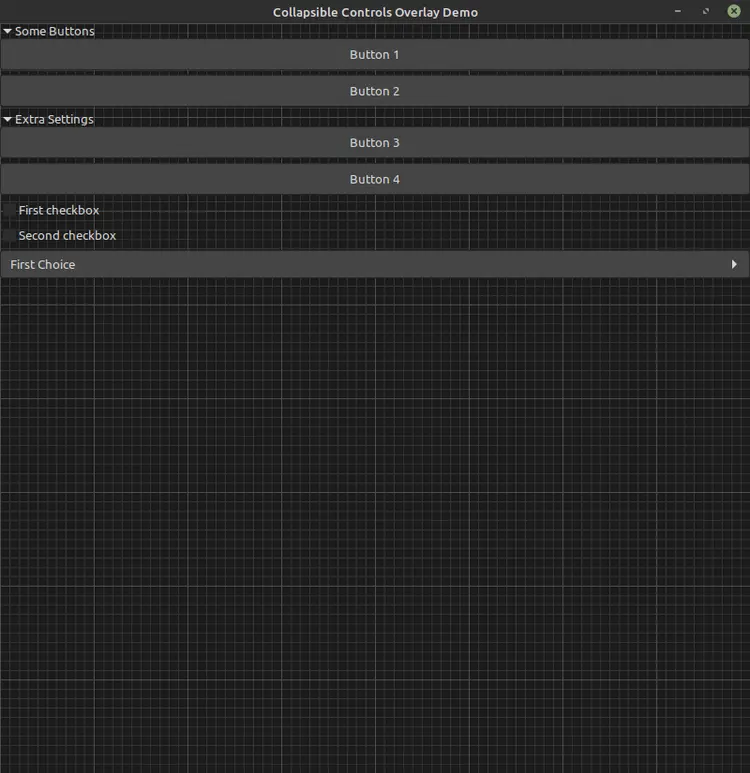 Collapsible Controls Overlay Demo
Some Buttons
Button 1
Button 2
Extra Settings
Button 3
Button 4
First checkbox
Second checkbox
First Choice